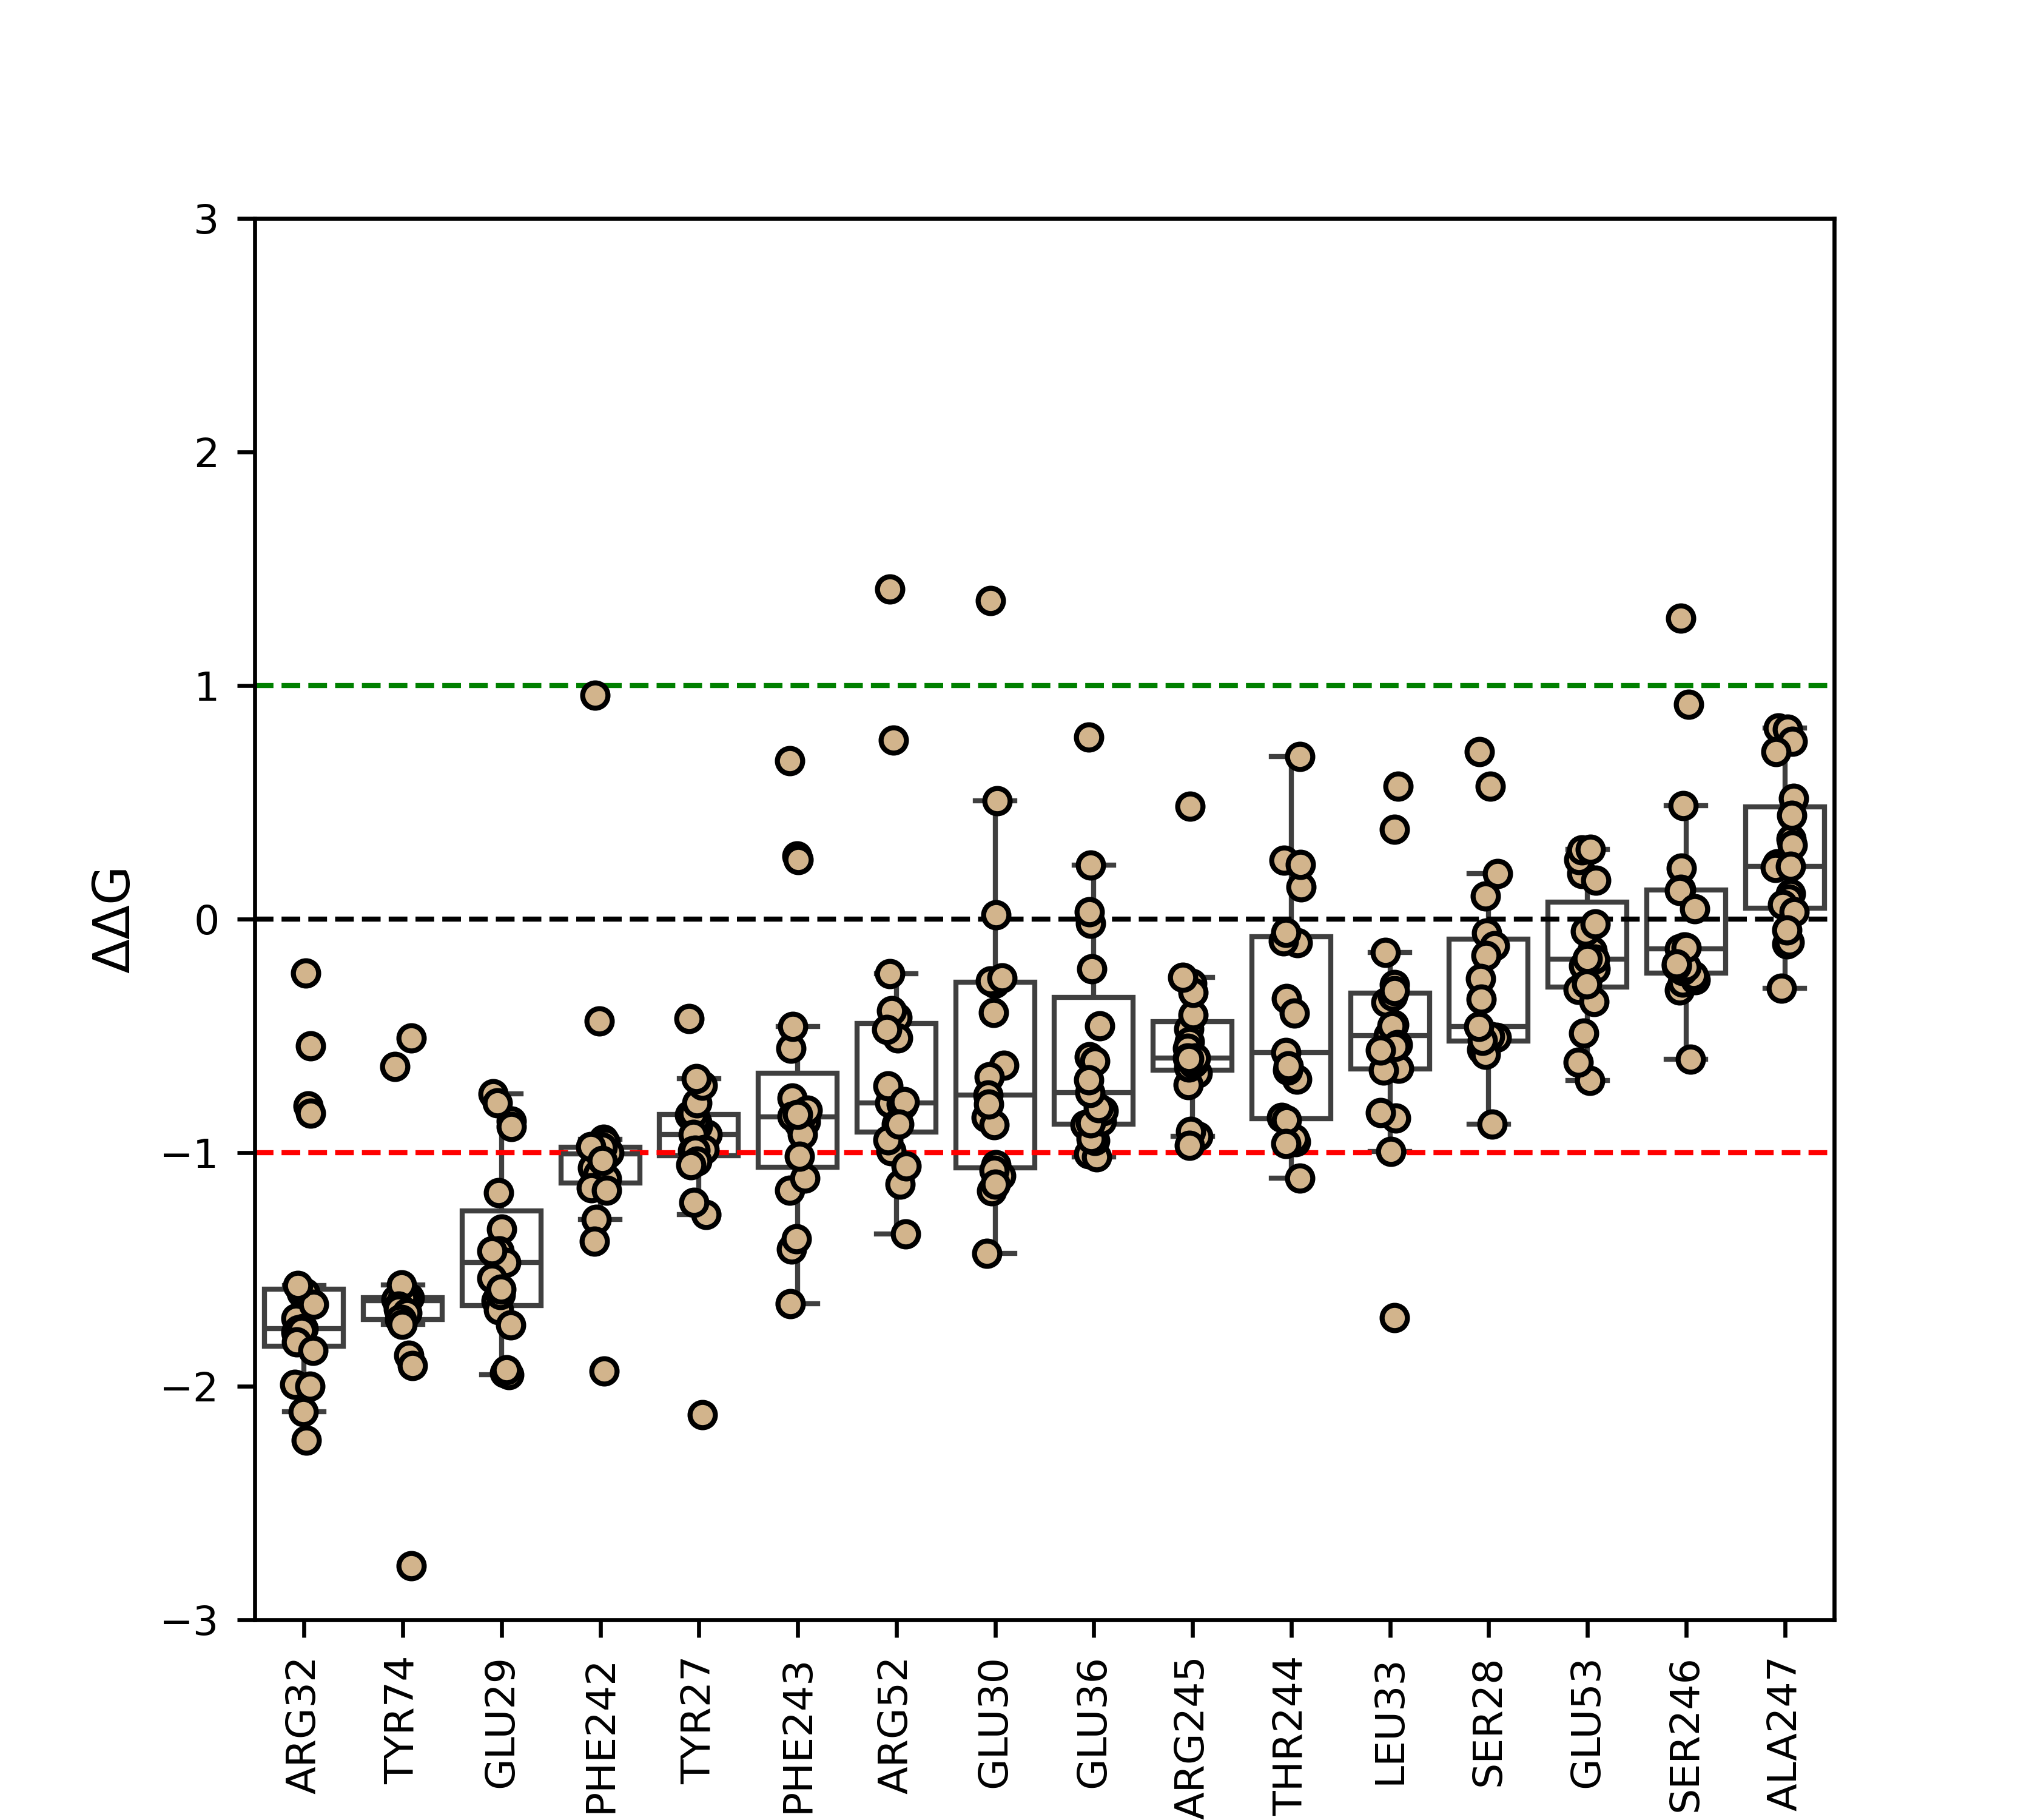 3
2
1
0
−1
−2
−3
ΔΔG
ARG32
TYR74
GLU29
PHE242
TYR27
PHE243
ARG52
GLU30
GLU36
ARG245
THR244
LEU33
SER28
GLU53
SER246
ALA247